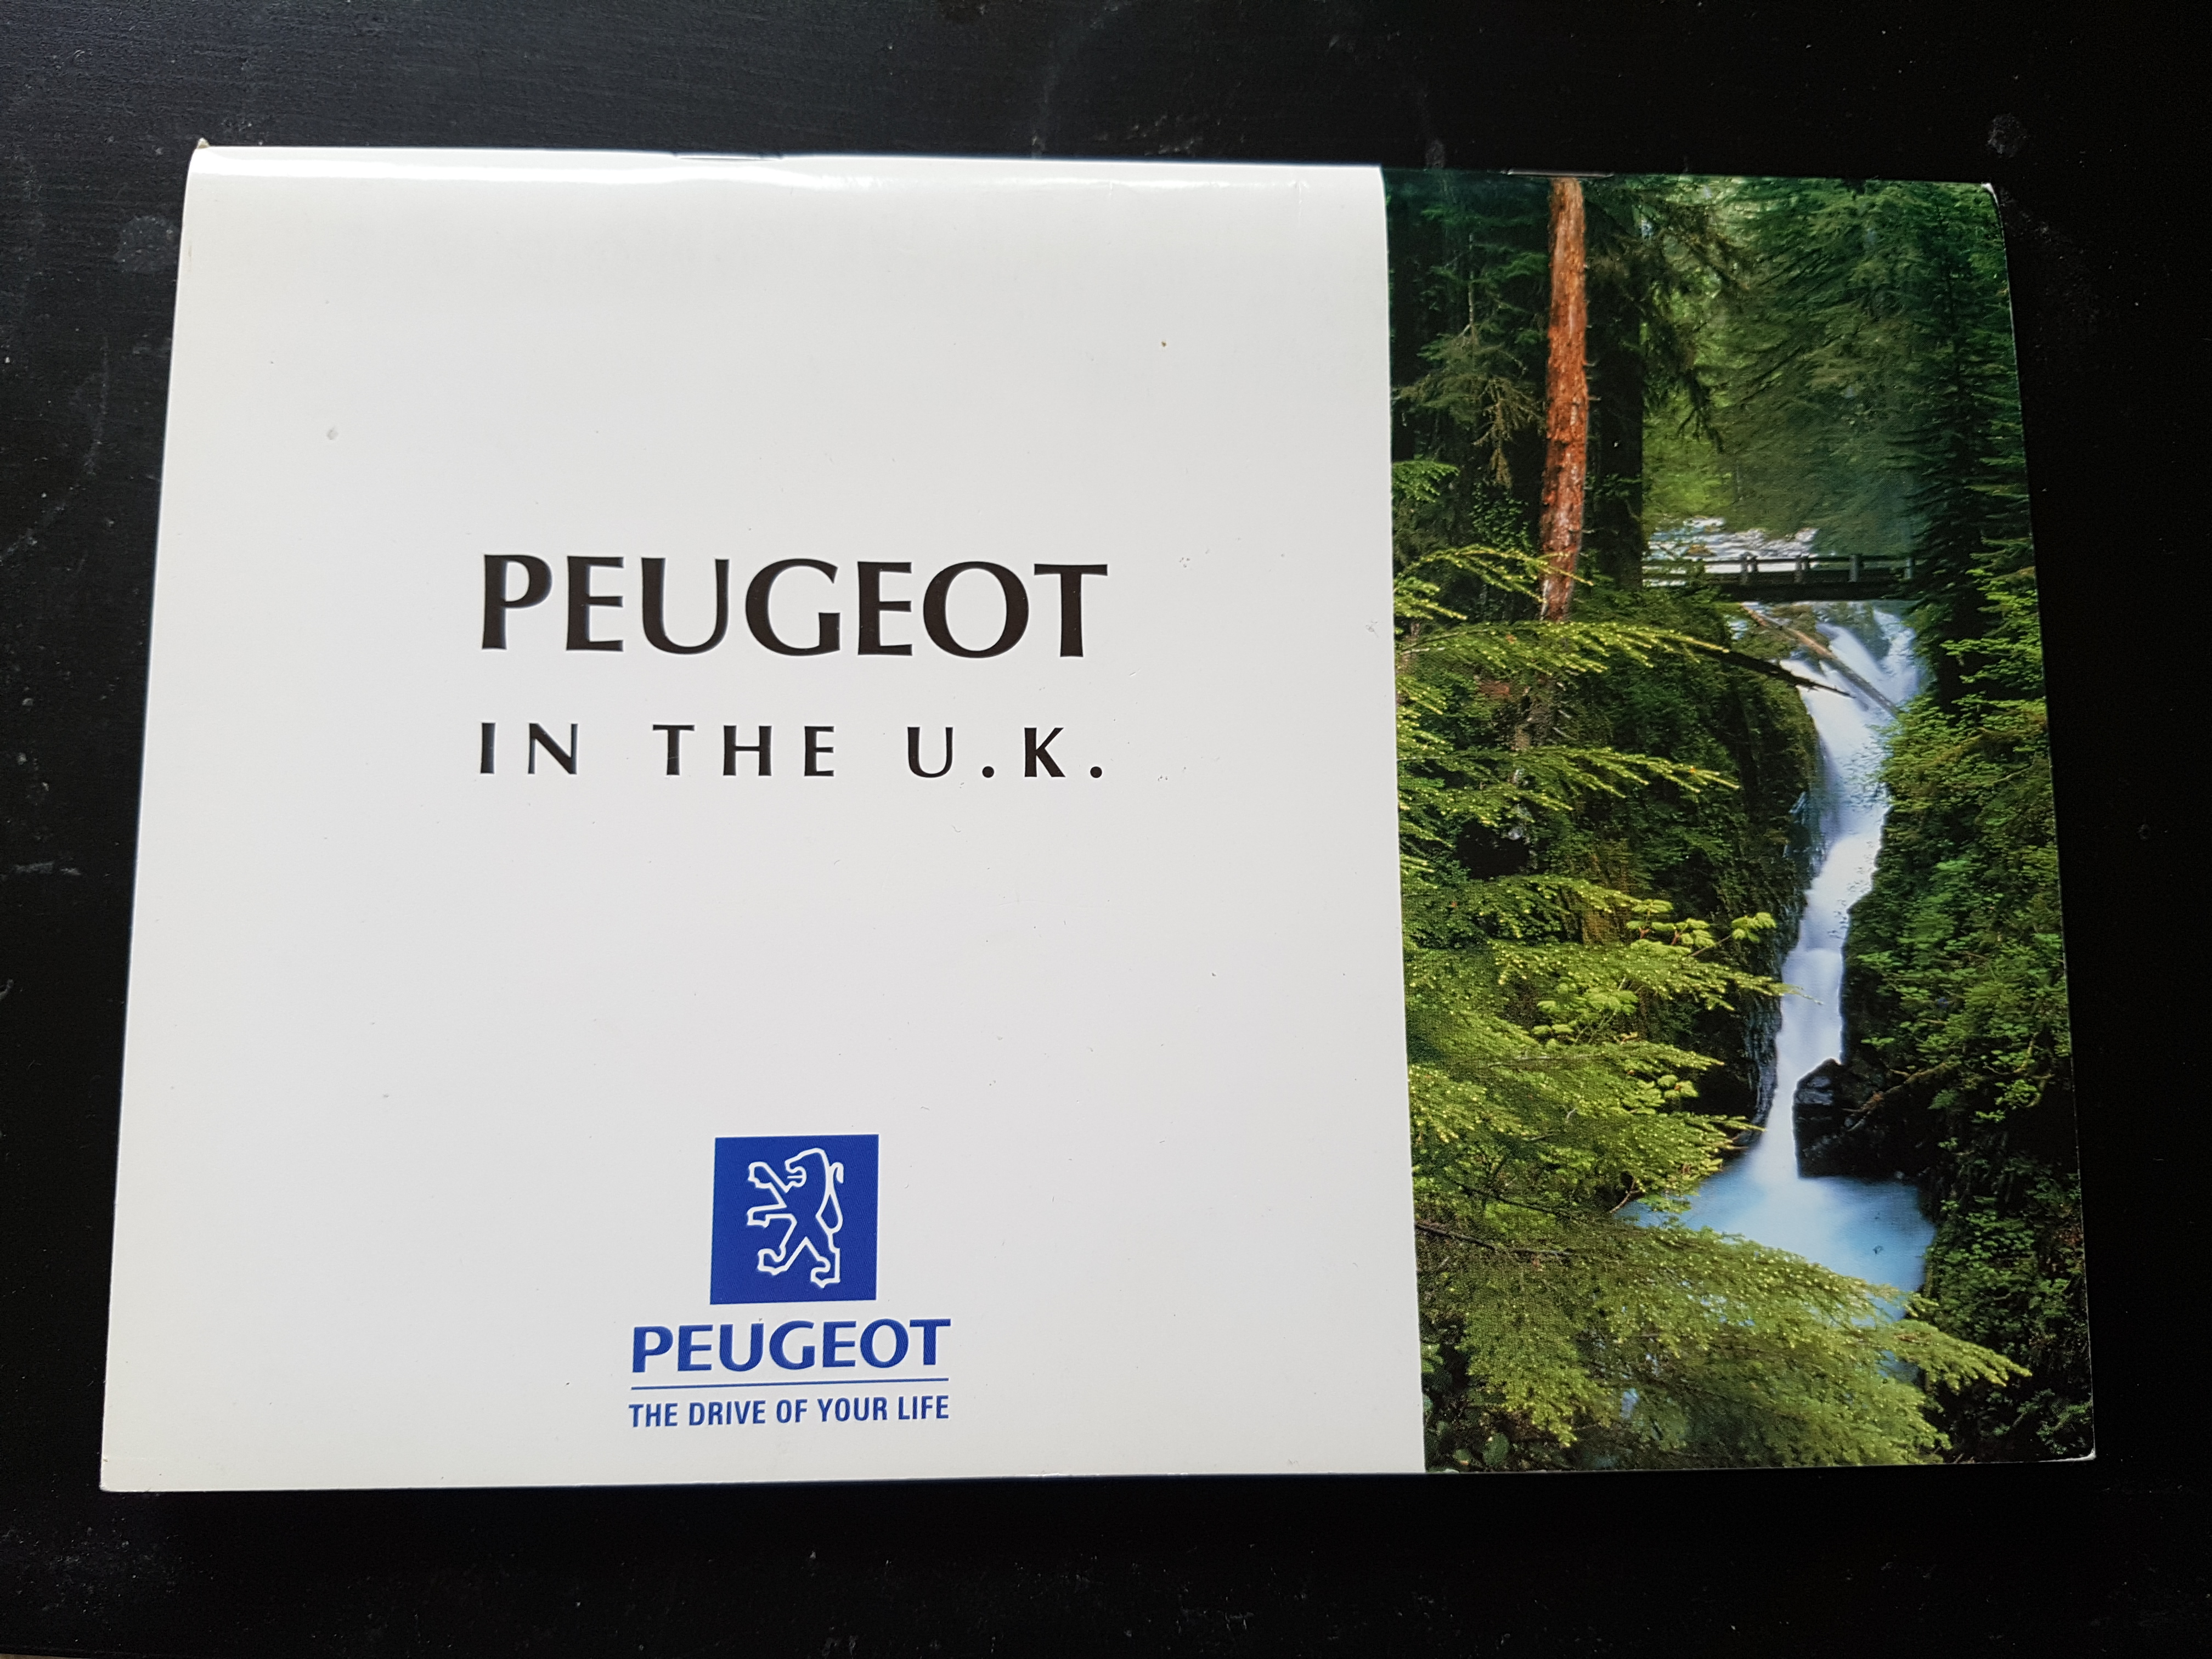 PEUGEOT
IN THE U.K.
PEUGEOT
THE DRIVE OF YOUR LIFE